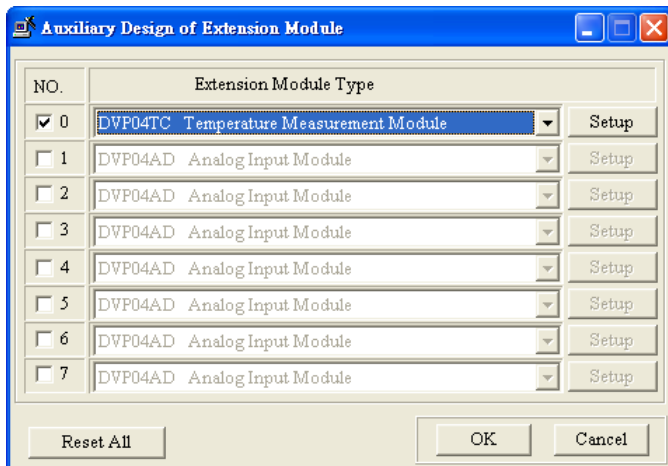 Auxiliary Design of Extension Module
NO. Extension Module Type
0 DVP04TC Temperature Measurement Module Setup
1 DVP04AD Analog Input Module Setup
2 DVP04AD Analog Input Module Setup
3 DVP04AD Analog Input Module Setup
4 DVP04AD Analog Input Module Setup
5 DVP04AD Analog Input Module Setup
6 DVP04AD Analog Input Module Setup
7 DVP04AD Analog Input Module Setup
Reset All OK Cancel